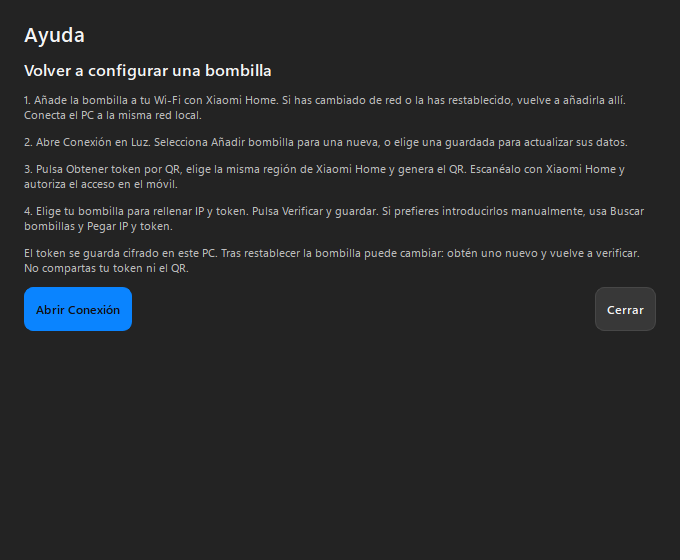 Ayuda
Volver a configurar una bombilla
1. Añade la bombilla a tu Wi-Fi con Xiaomi Home. Si has cambiado de red o la has restablecido, vuelve a añadirla allí.
Conecta el PC a la misma red local.
2. Abre Conexión en Luz. Selecciona Añadir bombilla para una nueva, o elige una guardada para actualizar sus datos.
3. Pulsa Obtener token por QR, elige la misma región de Xiaomi Home y genera el QR. Escanéalo con Xiaomi Home y
autoriza el acceso en el móvil.
4. Elige tu bombilla para rellenar IP y token. Pulsa Verificar y guardar. Si prefieres introducirlos manualmente, usa Buscar
bombillas y Pegar IP y token.
El token se guarda cifrado en este PC. Tras restablecer la bombilla puede cambiar: obtén uno nuevo y vuelve a verificar.
No compartas tu token ni el QR.
Abrir Conexión
Cerrar